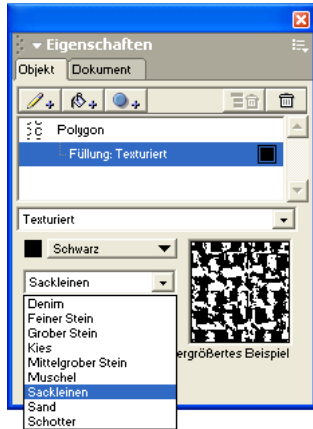 Eigenschaften
Objekt Dokument
Polygon
Füllung: Texturiert
Texturiert
Schwarz
Sackleinen
Denim
Feiner Stein
Grober Stein
Kies
ergrößertes Beispiel
Mittelgrober Stein
Muschel
Sackleinen
Sand
Schotter